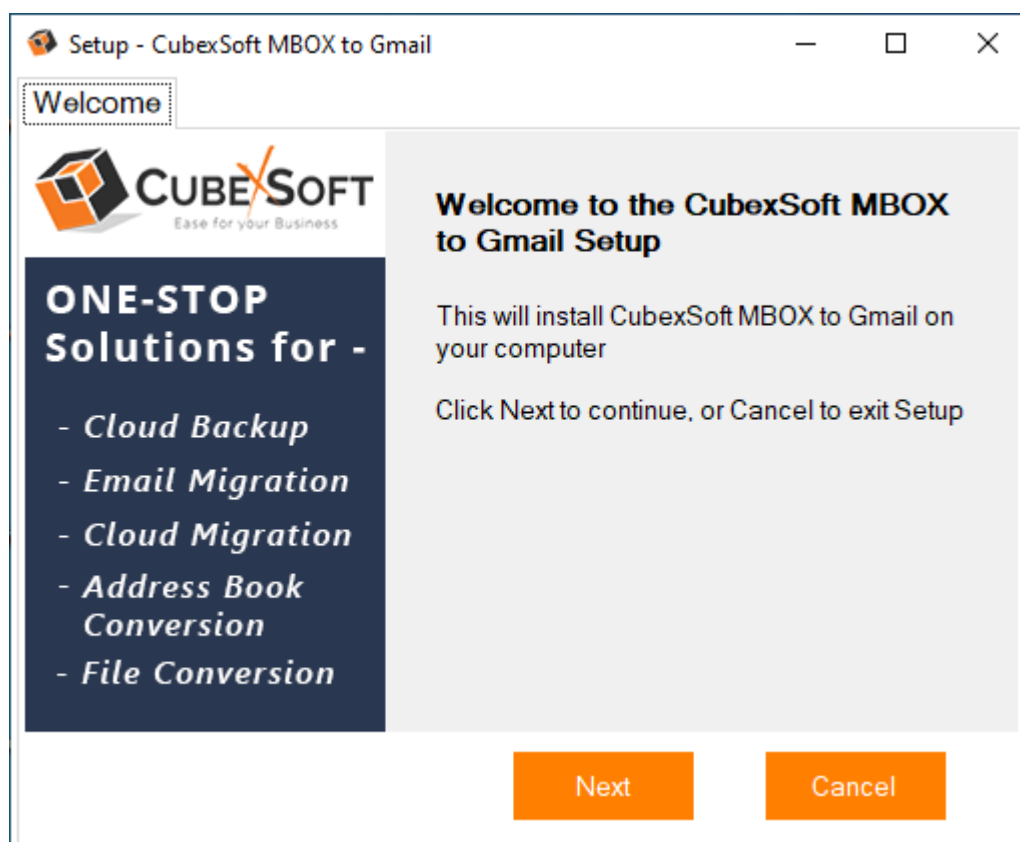 Setup - CubexSoft MBOX to Gmail
Welcome
CUBEXSOFT
Ease for your Business
ONE-STOP
Solutions for -
- Cloud Backup
- Email Migration
- Cloud Migration
- Address Book
Conversion
- File Conversion
Welcome to the CubexSoft MBOX
to Gmail Setup
This will install CubexSoft MBOX to Gmail on
your computer
Click Next to continue, or Cancel to exit Setup
Next
Cancel